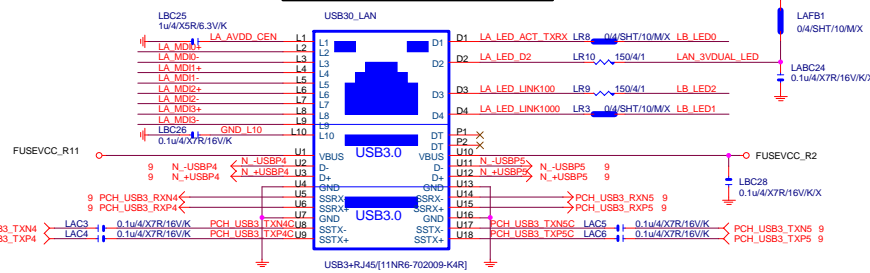 LBC25 USB30_LAN LAFB1
1u/4/X5R/6.3V/K 0/4/SHT/10/M/X
LA_AVDD_CEN L1 L1 D1 D1 LA_LED_ACT_TXRX LR8 0/4/SHT/10/M/X LB_LED0
LA_MDI0+ L2 L2
LA_MDI0- L3 L3 D2 D2 LA_LED_D2 LR10 150/4/1 LAN_3VDUAL_LED
LA_MDI1+ L4 L4 LABC24
LA_MDI1- L5 L5 0.1u/4/X7R/16V/K/X
LA_MDI2+ L6 L6 D3 D3 LA_LED_LINK100 LR9 150/4/1 LB_LED2
LA_MDI2- L7 L7
LA_MDI3+ L8 L8 D4 D4 LA_LED_LINK1000 LR3 0/4/SHT/10/M/X LB_LED1
LA_MDI3- L9 L9
LBC26 GND_L10 L10 L10 DT P1
0.1u/4/X7R/16V/K DT P2
FUSEVCC_R11 U1 VBUS USB3.0 VBUS U10 FUSEVCC_R2
9 N_-USBP4 N_-USBP4 U2 D- D- U11 N_-USBP5 N_-USBP5 9
9 N_+USBP4 N_+USBP4 U3 D+ D+ U12 N_+USBP5 N_+USBP5 9
U4 GND GND U13 LBC28
9 PCH_USB3_RXN4 U5 SSRX- SSRX- U14 PCH_USB3_RXN5 9 0.1u/4/X7R/16V/K/X
9 PCH_USB3_RXP4 U6 SSRX+ SSRX+ U15 PCH_USB3_RXP5 9
U7 GND USB3.0 GND U16
B3_TXN4 LAC3 0.1u/4/X7R/16V/K PCH_USB3_TXN4C U8 SSTX- SSTX- U17 PCH_USB3_TXN5C LAC5 0.1u/4/X7R/16V/K PCH_USB3_TXN5 9
B3_TXP4 LAC4 0.1u/4/X7R/16V/K PCH_USB3_TXP4C U9 SSTX+ SSTX+ U18 PCH_USB3_TXP5C LAC6 0.1u/4/X7R/16V/K PCH_USB3_TXP5 9
USB3+RJ45/[11NR6-702009-K4R]